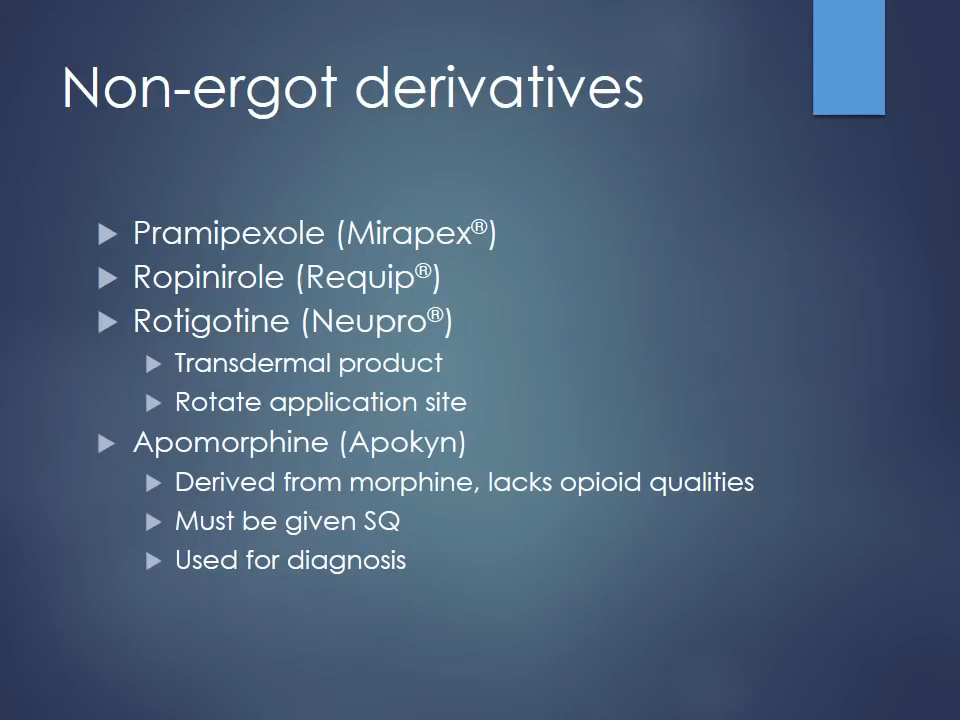 Non-ergot derivatives
Pramipexole (Mirapex®)
Ropinirole (Requip®)
Rotigotine (Neupro®)
Transdermal product
Rotate application site
Apomorphine (Apokyn)
Derived from morphine, lacks opioid qualities
Must be given SQ
Used for diagnosis